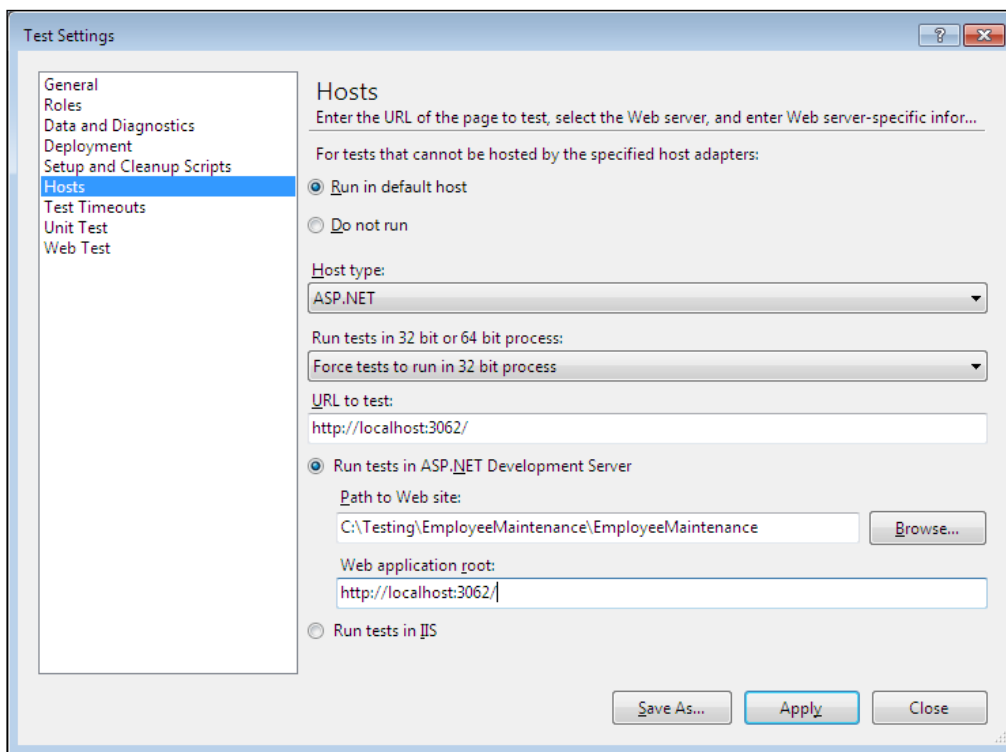 Test Settings
?
General
Roles
Data and Diagnostics
Deployment
Setup and Cleanup Scripts
Hosts
Test Timeouts
Unit Test
Web Test
Hosts
Enter the URL of the page to test, select the Web server, and enter Web server-specific infor...
For tests that cannot be hosted by the specified host adapters:
Run in default host
Do not run
Host type:
ASP.NET
Run tests in 32 bit or 64 bit process:
Force tests to run in 32 bit process
URL to test:
http://localhost:3062/
Run tests in ASP.NET Development Server
Path to Web site:
C:\Testing\EmployeeMaintenance\EmployeeMaintenance
Browse...
Web application root:
http://localhost:3062/
Run tests in IIS
Save As...
Apply
Close